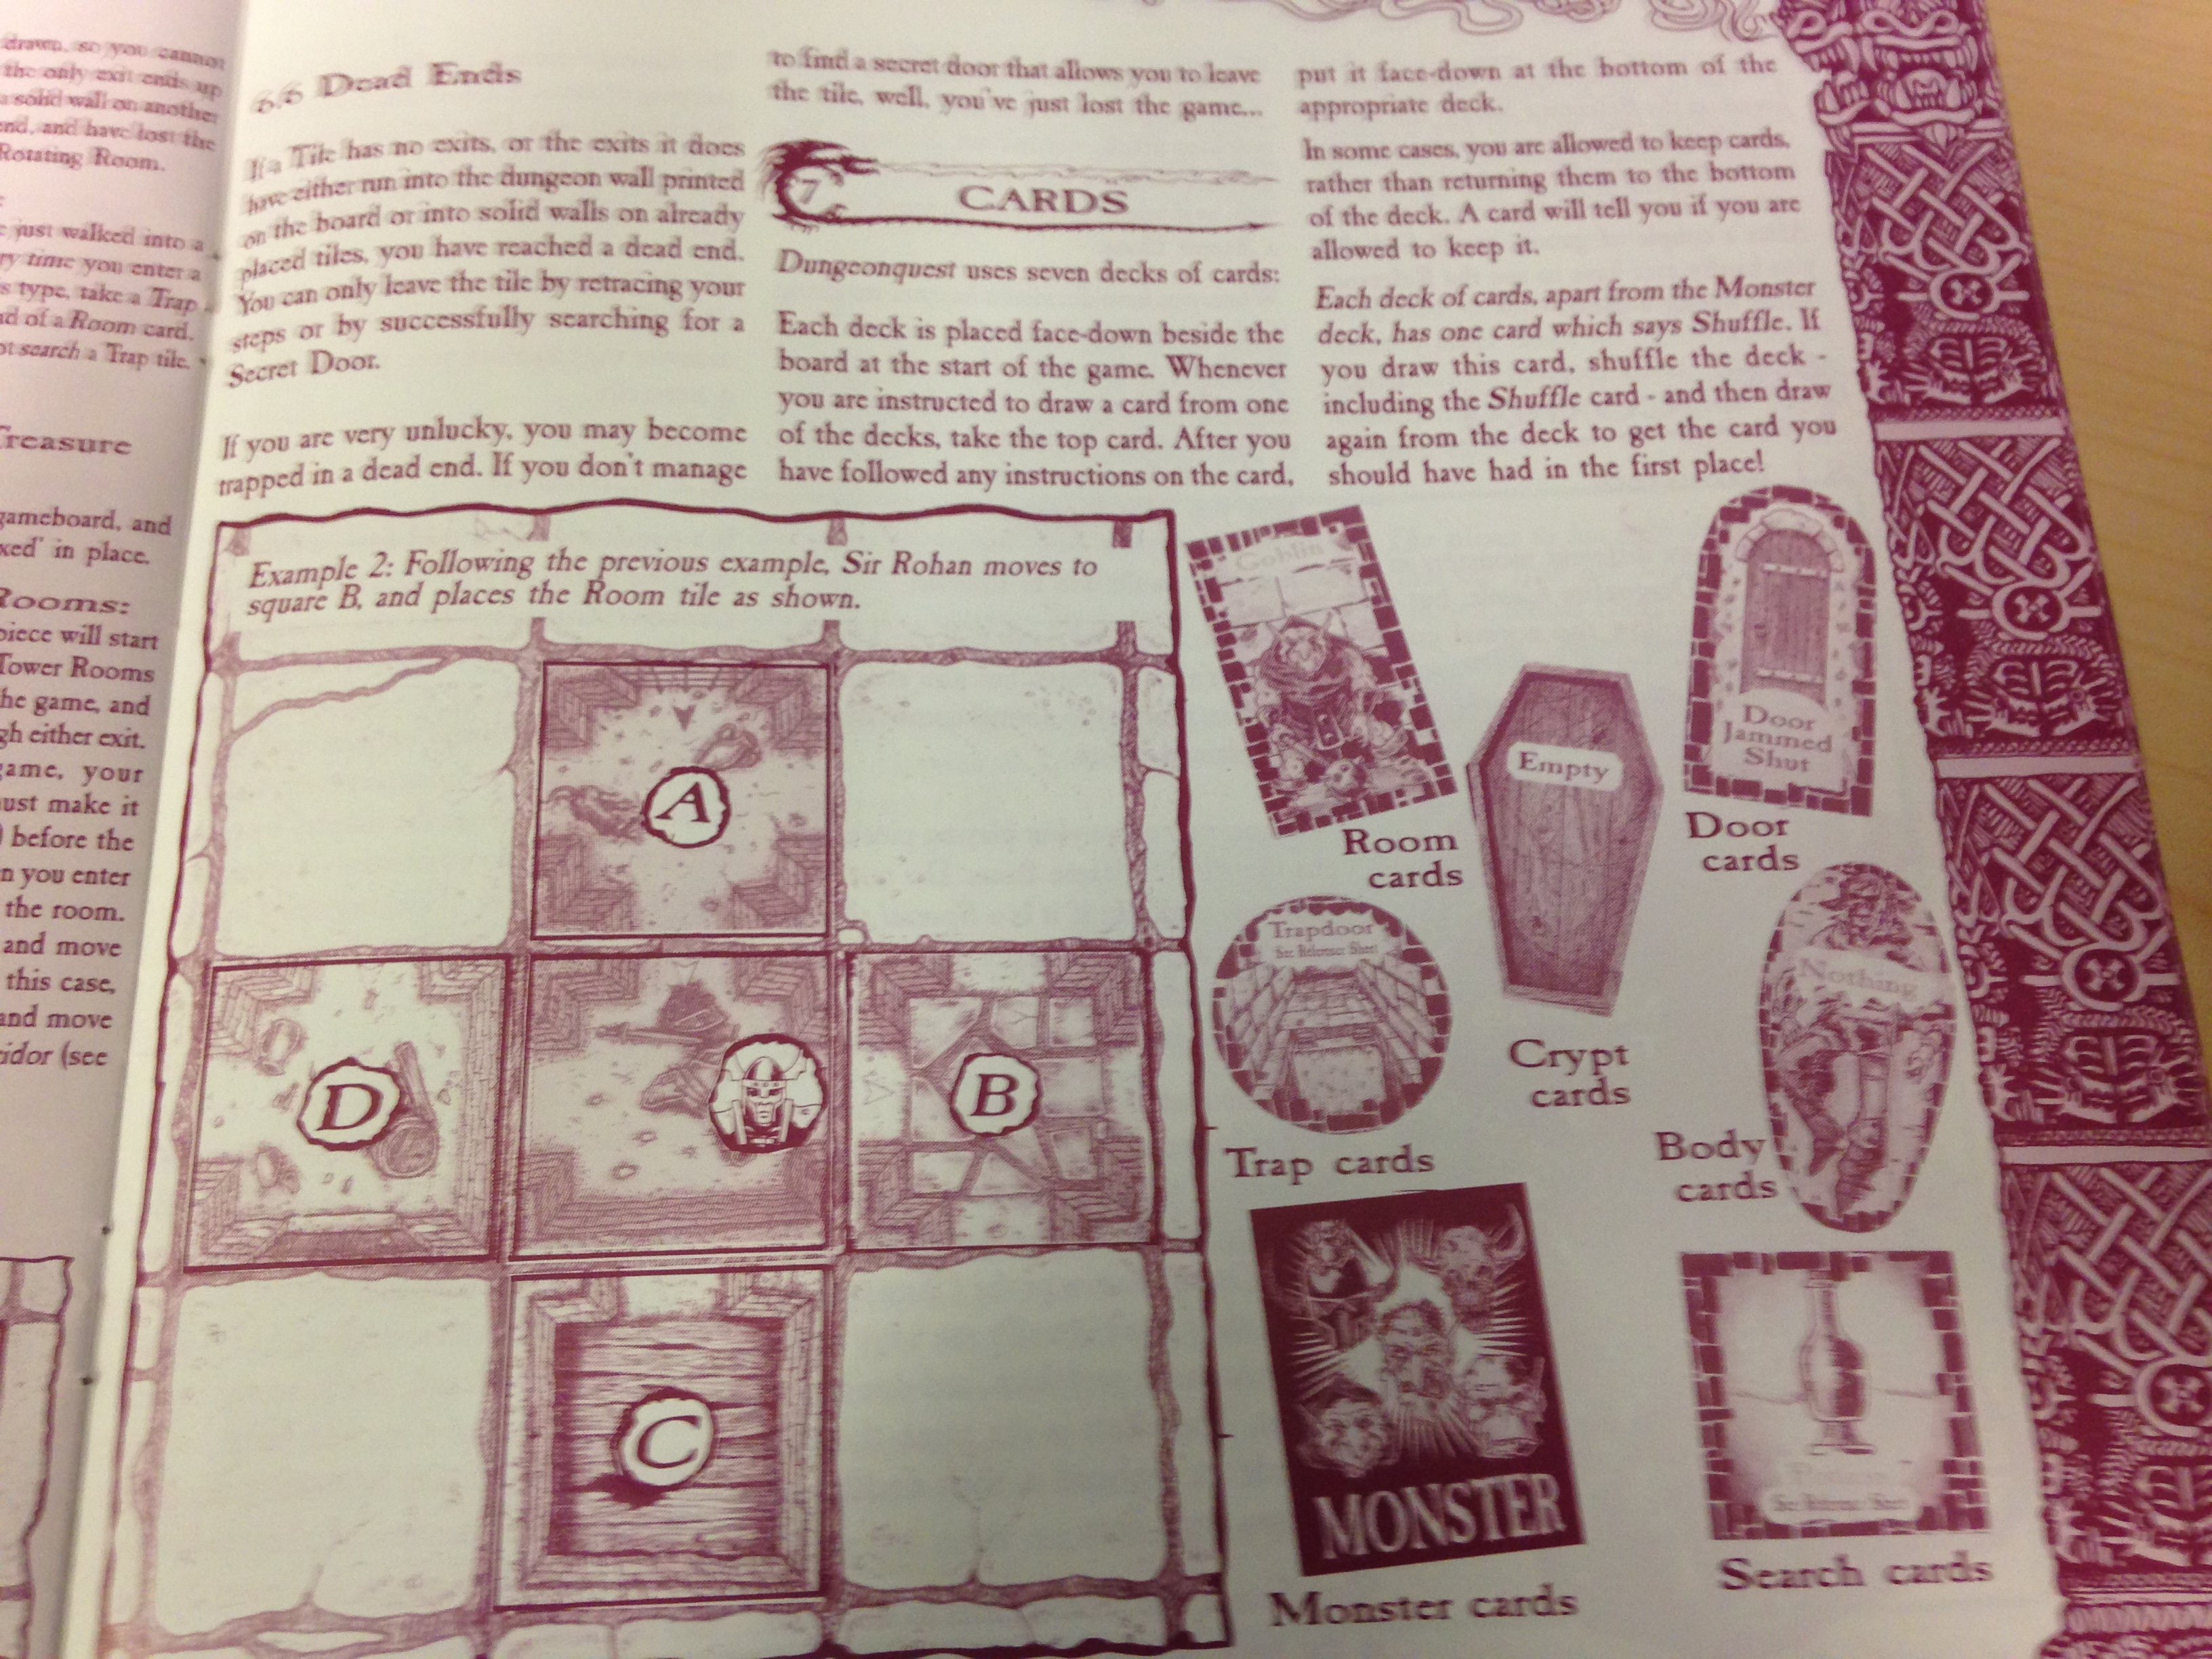 drawn, so you cannot
the only exit ends up
a solid wall on another
end, and have lost the
Rotating Room.
just walked into a
time you enter a
type, take a Trap
of a Room card.
search a Trap tile.
Treasure
gameboard, and
in place.
Rooms:
piece will start
Tower Rooms
the game, and
either exit.
game, your
must make it
before the
you enter
the room.
and move
this case,
and move
(see
6.6 Dead Ends
If a Tile has no exits, or the exits it does
have either run into the dungeon wall printed
on the board or into solid walls on already
placed tiles, you have reached a dead end.
You can only leave the tile by retracing your
steps or by successfully searching for a
Secret Door.
If you are very unlucky, you may become
trapped in a dead end. If you don't manage
to find a secret door that allows you to leave
the tile, well, you've just lost the game...
7
CARDS
Dungeonquest uses seven decks of cards:
Each deck is placed face-down beside the
board at the start of the game. Whenever
you are instructed to draw a card from one
of the decks, take the top card. After you
have followed any instructions on the card,
put it face-down at the bottom of the
appropriate deck.
In some cases, you are allowed to keep cards,
rather than returning them to the bottom
of the deck. A card will tell you if you are
allowed to keep it.
Each deck of cards, apart from the Monster
deck, has one card which says Shuffle. If
you draw this card, shuffle the deck -
including the Shuffle card - and then draw
again from the deck to get the card you
should have had in the first place!
Example 2: Following the previous example, Sir Rohan moves to
square B, and places the Room tile as shown.
A
D
B
C
Goblin
Room
cards
Empty
Crypt
cards
Door
Jammed
Shut
Door
cards
Trapdoor
See Reference Sheet
Trap cards
Nothing
Body
cards
MONSTER
Monster cards
See Reference Sheet
Search cards